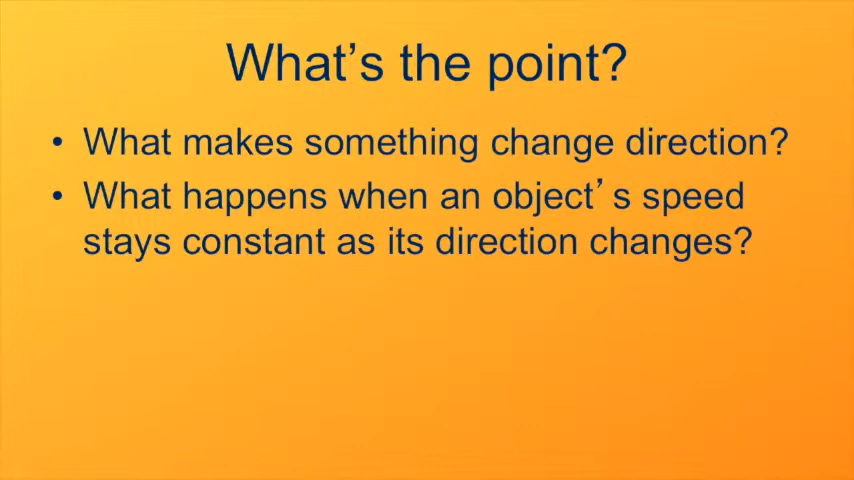 What's the point?
• What makes something change direction?
• What happens when an object's speed
stays constant as its direction changes?